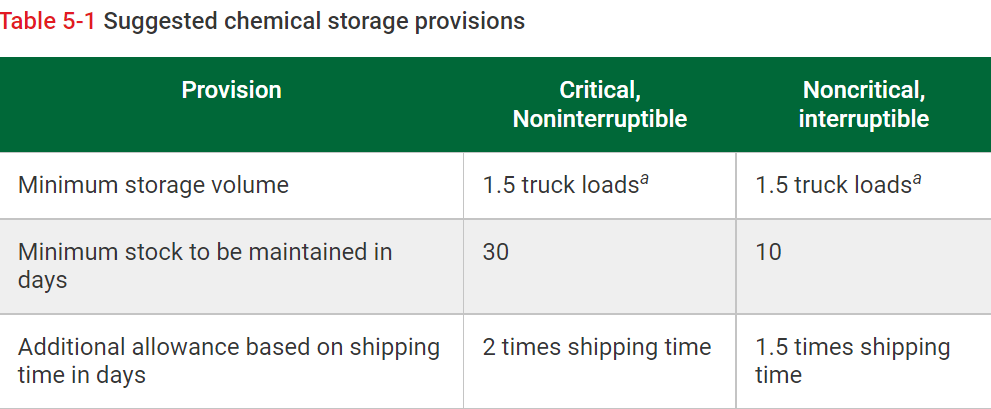 Table 5-1 Suggested chemical storage provisions
Provision
Critical,
Noninterruptible
Noncritical,
interruptible
Minimum storage volume
1.5 truck loadsa
1.5 truck loadsa
Minimum stock to be maintained in
days
30
10
Additional allowance based on shipping
time in days
2 times shipping time
1.5 times shipping
time